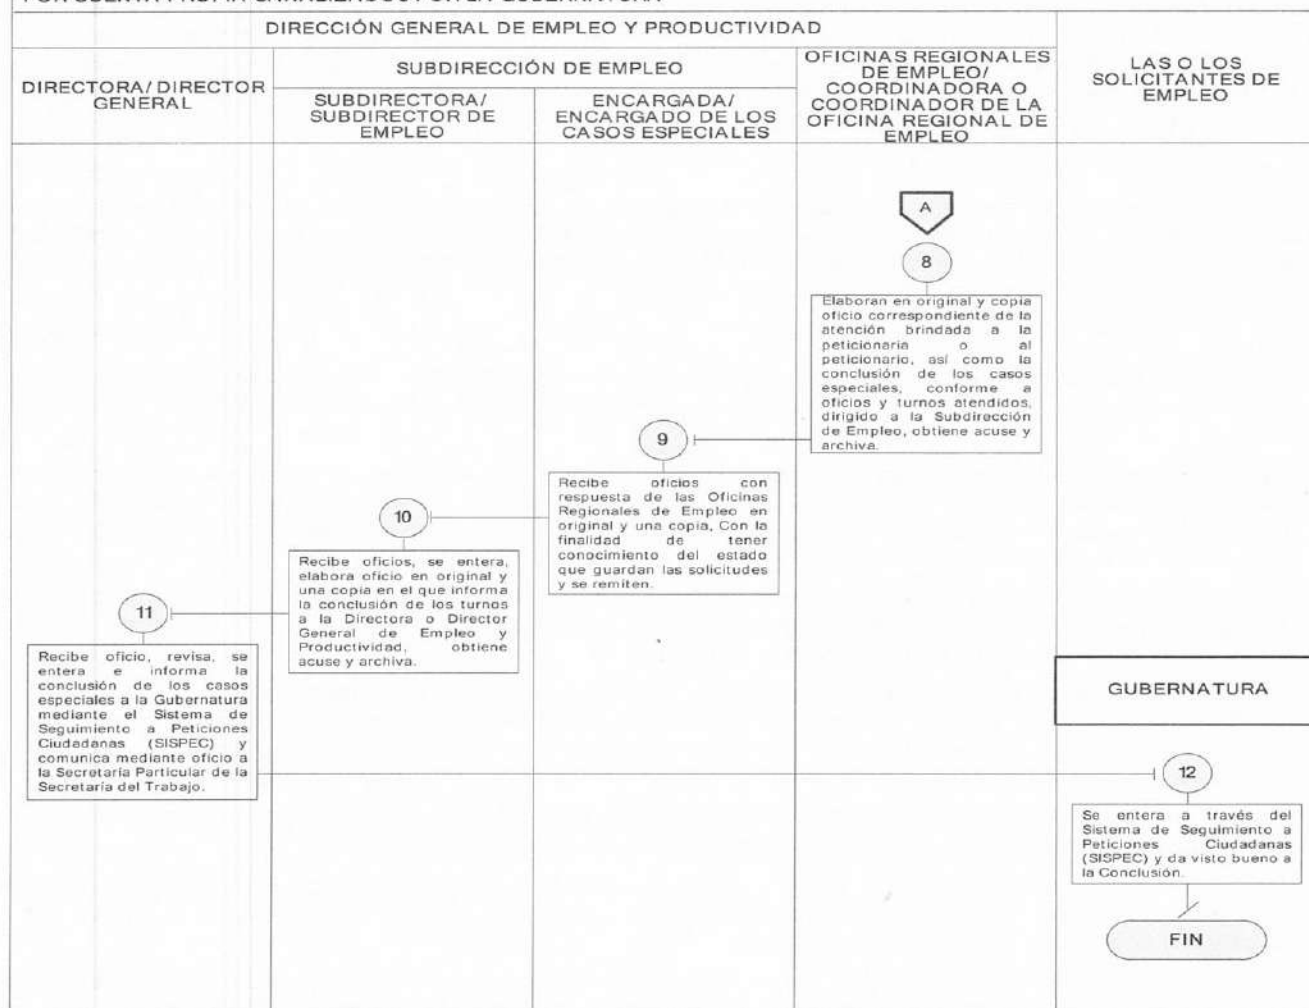 DIRECCIÓN GENERAL DE EMPLEO Y PRODUCTIVIDAD
DIRECTORA/DIRECTOR
GENERAL
SUBDIRECCIÓN DE EMPLEO
SUBDIRECTORA/
SUBDIRECTOR DE
EMPLEO
ENCARGADA/
ENCARGADO DE LOS
CASOS ESPECIALES
OFICINAS REGIONALES
DE EMPLEO/
COORDINADORA O
COORDINADOR DE LA
OFICINA REGIONAL DE
EMPLEO
LAS O LOS
SOLICITANTES DE
EMPLEO
A
8
Elaboran en original y copia
oficio correspondiente de la
atención brindada a la
peticionaria o al
peticionario, así como la
conclusión de los casos
especiales, conforme a
oficios y turnos atendidos,
dirigido a la Subdirección
de Empleo, obtiene acuse y
archiva.
9
Recibe oficios con
respuesta de las Oficinas
Regionales de Empleo en
original y una copia, Con la
finalidad de tener
conocimiento del estado
que guardan las solicitudes
y se remiten.
10
Recibe oficios, se entera,
elabora oficio en original y
una copia en el que informa
la conclusión de los turnos
a la Directora o Director
General de Empleo y
Productividad, obtiene
acuse y archiva.
11
Recibe oficio, revisa, se
entera e informa la
conclusión de los casos
especiales a la Gubernatura
mediante el Sistema de
Seguimiento a Peticiones
Ciudadanas (SISPEC) y
comunica mediante oficio a
la Secretaría Particular de la
Secretaría del Trabajo.
GUBERNATURA
12
Se entera a través del
Sistema de Seguimiento a
Peticiones Ciudadanas
(SISPEC) y da visto bueno a
la Conclusión.
FIN